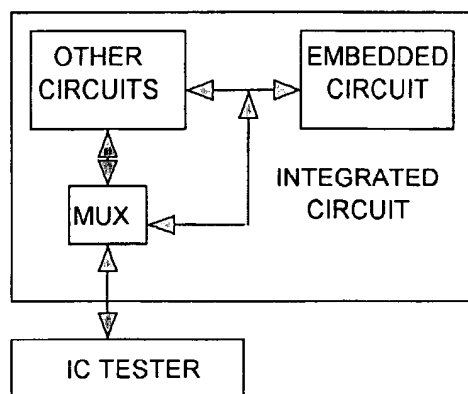 OTHER
CIRCUITS
EMBEDDED
CIRCUIT
MUX
INTEGRATED
CIRCUIT
IC TESTER